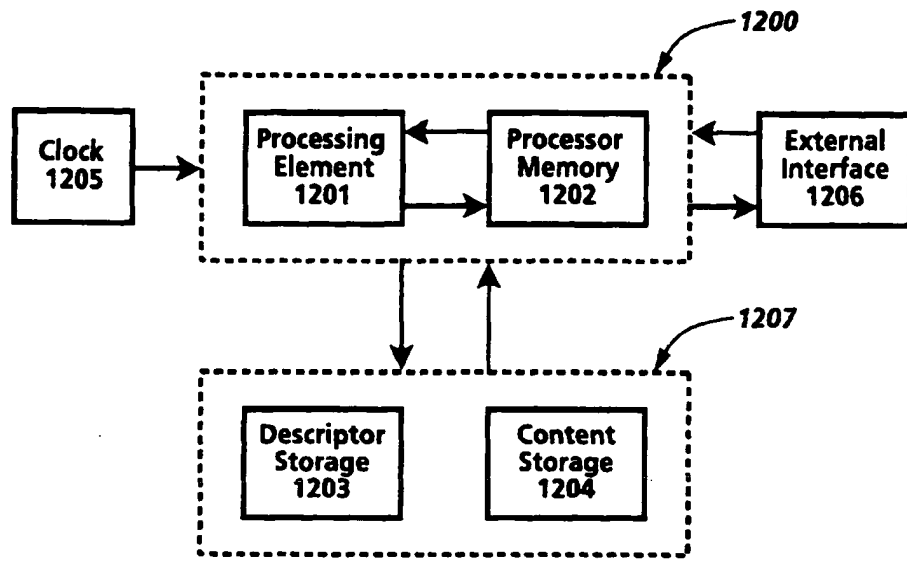 1200
Clock
1205
Processing
Element
1201
Processor
Memory
1202
External
Interface
1206
1207
Descriptor
Storage
1203
Content
Storage
1204